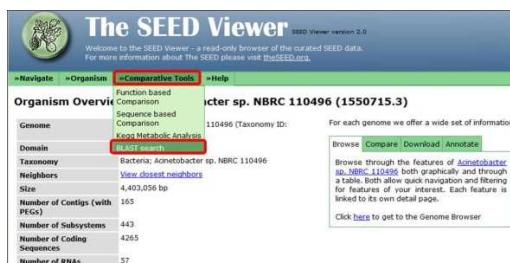 The SEED Viewer SEED Viewer version 2.0
Welcome to the SEED Viewer - a read-only browser of the curated SEED data.
For more information about The SEED please visit theSEED.org.
»Navigate »Organism »Comparative Tools »Help
Function based
Comparison
Sequence based
Comparison
Kegg Metabolic Analysis
BLAST search
Organism Overvie cter sp. NBRC 110496 (1550715.3)
Genome 110496 (Taxonomy ID:
Domain
Taxonomy Bacteria; Acinetobacter sp. NBRC 110496
Neighbors View closest neighbors
Size 4,403,056 bp
Number of Contigs (with
PEGs) 165
Number of Subsystems 443
Number of Coding
Sequences 4265
Number of RNAs 57
For each genome we offer a wide set of informatio
Browse Compare Download Annotate
Browse through the features of Acinetobacter
sp. NBRC 110496 both graphically and through
a table. Both allow quick navigation and filtering
for features of your interest. Each feature is
linked to its own detail page.
Click here to get to the Genome Browser